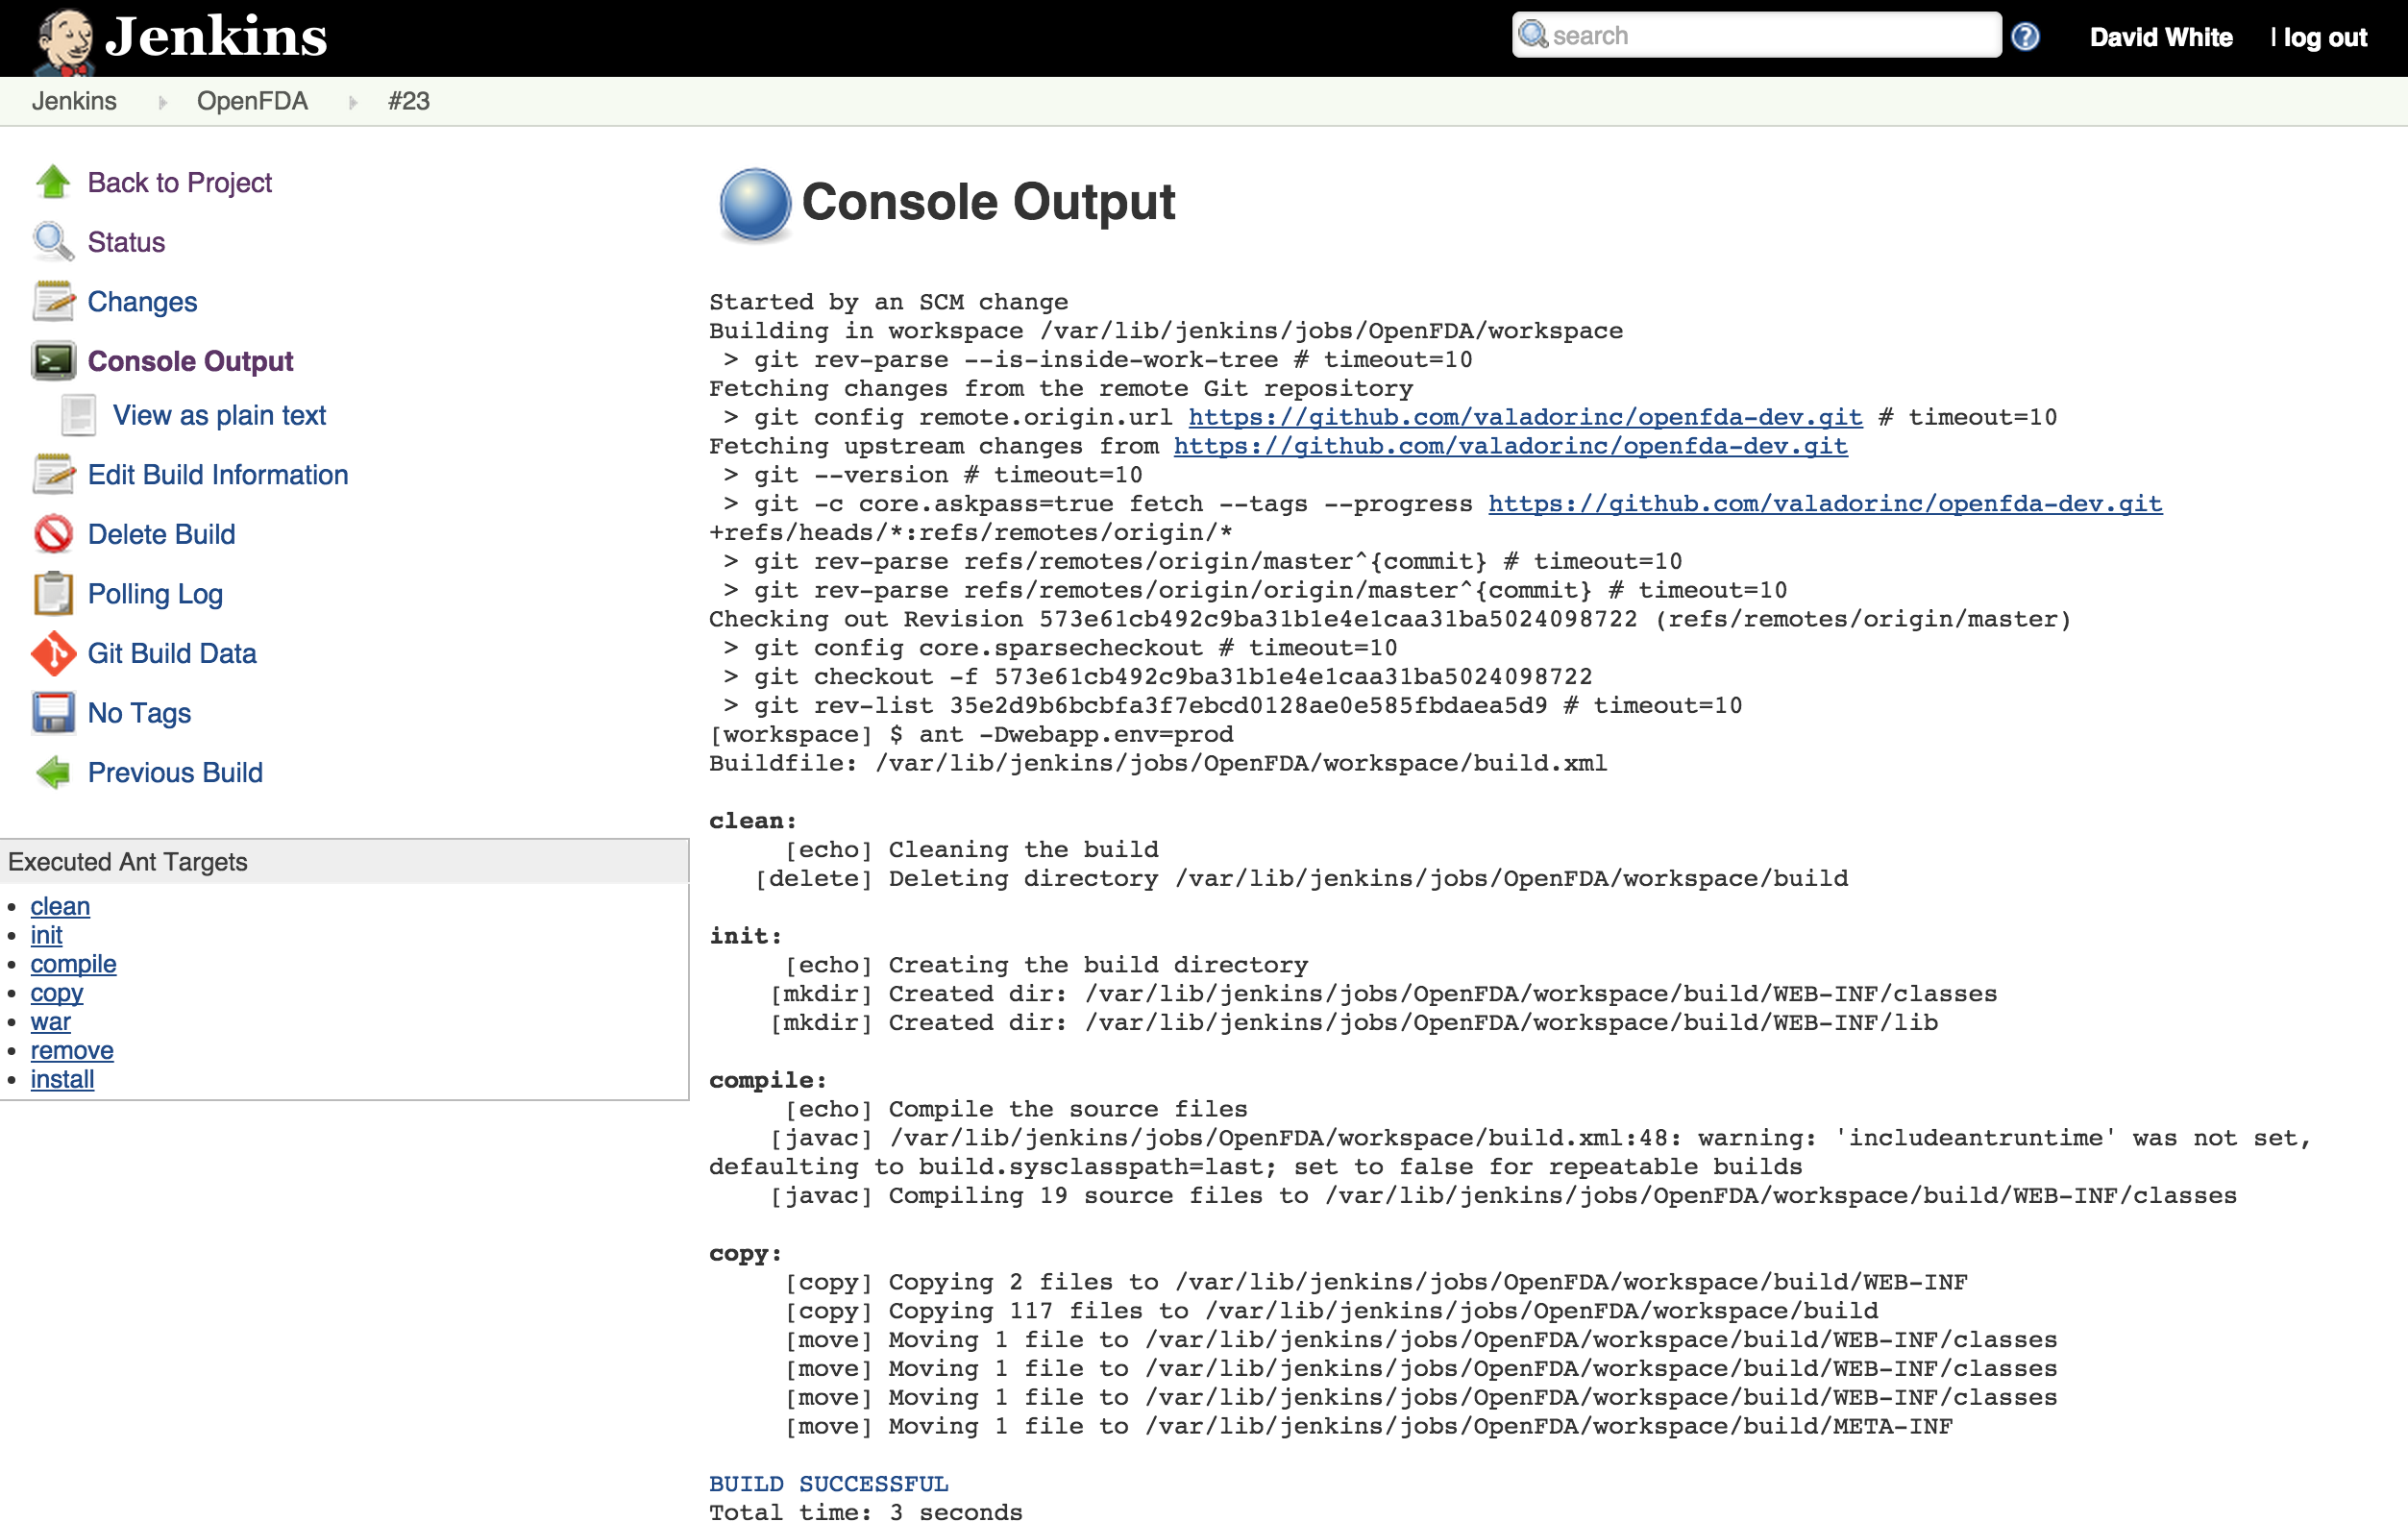 Jenkins
search
David White
| log out
Jenkins
OpenFDA
#23
Back to Project
Status
Changes
Console Output
View as plain text
Edit Build Information
Delete Build
Polling Log
Git Build Data
No Tags
Previous Build
Executed Ant Targets
clean
init
compile
copy
war
remove
install
Console Output
Started by an SCM change
Building in workspace /var/lib/jenkins/jobs/OpenFDA/workspace
> git rev-parse --is-inside-work-tree # timeout=10
Fetching changes from the remote Git repository
> git config remote.origin.url https://github.com/valadorinc/openfda-dev.git # timeout=10
Fetching upstream changes from https://github.com/valadorinc/openfda-dev.git
> git --version # timeout=10
> git -c core.askpass=true fetch --tags --progress https://github.com/valadorinc/openfda-dev.git
+refs/heads/*:refs/remotes/origin/*
> git rev-parse refs/remotes/origin/master^{commit} # timeout=10
> git rev-parse refs/remotes/origin/origin/master^{commit} # timeout=10
Checking out Revision 573e61cb492c9ba31b1e4e1caa31ba5024098722 (refs/remotes/origin/master)
> git config core.sparsecheckout # timeout=10
> git checkout -f 573e61cb492c9ba31b1e4e1caa31ba5024098722
> git rev-list 35e2d9b6bcbfa3f7ebcd0128ae0e585fbdaea5d9 # timeout=10
[workspace] $ ant -Dwebapp.env=prod
Buildfile: /var/lib/jenkins/jobs/OpenFDA/workspace/build.xml
clean:
[echo] Cleaning the build
[delete] Deleting directory /var/lib/jenkins/jobs/OpenFDA/workspace/build
init:
[echo] Creating the build directory
[mkdir] Created dir: /var/lib/jenkins/jobs/OpenFDA/workspace/build/WEB-INF/classes
[mkdir] Created dir: /var/lib/jenkins/jobs/OpenFDA/workspace/build/WEB-INF/lib
compile:
[echo] Compile the source files
[javac] /var/lib/jenkins/jobs/OpenFDA/workspace/build.xml:48: warning: 'includeantruntime' was not set,
defaulting to build.sysclasspath=last; set to false for repeatable builds
[javac] Compiling 19 source files to /var/lib/jenkins/jobs/OpenFDA/workspace/build/WEB-INF/classes
copy:
[copy] Copying 2 files to /var/lib/jenkins/jobs/OpenFDA/workspace/build/WEB-INF
[copy] Copying 117 files to /var/lib/jenkins/jobs/OpenFDA/workspace/build
[move] Moving 1 file to /var/lib/jenkins/jobs/OpenFDA/workspace/build/WEB-INF/classes
[move] Moving 1 file to /var/lib/jenkins/jobs/OpenFDA/workspace/build/WEB-INF/classes
[move] Moving 1 file to /var/lib/jenkins/jobs/OpenFDA/workspace/build/WEB-INF/classes
[move] Moving 1 file to /var/lib/jenkins/jobs/OpenFDA/workspace/build/META-INF
BUILD SUCCESSFUL
Total time: 3 seconds